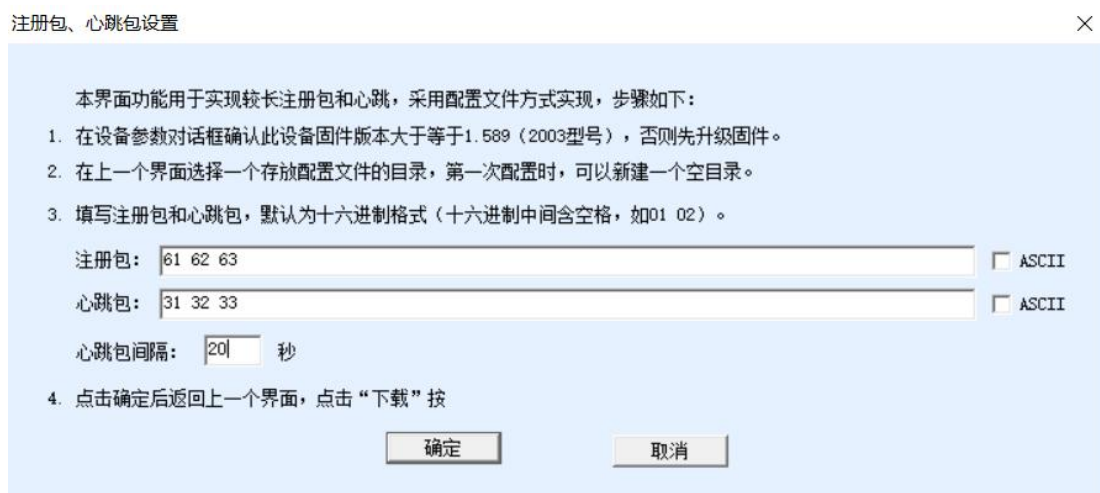 注册包、心跳包设置
本界面功能用于实现较长注册包和心跳，采用配置文件方式实现，步骤如下：
1. 在设备参数对话框确认此设备固件版本大于等于1.589（2003型号），否则先升级固件。
2. 在上一个界面选择一个存放配置文件的目录，第一次配置时，可以新建一个空目录。
3. 填写注册包和心跳包，默认为十六进制格式（十六进制中间含空格，如01 02）。
注册包： 61 62 63 ASCII
心跳包： 31 32 33 ASCII
心跳包间隔： 20 秒
4. 点击确定后返回上一个界面，点击“下载”按
确定 取消